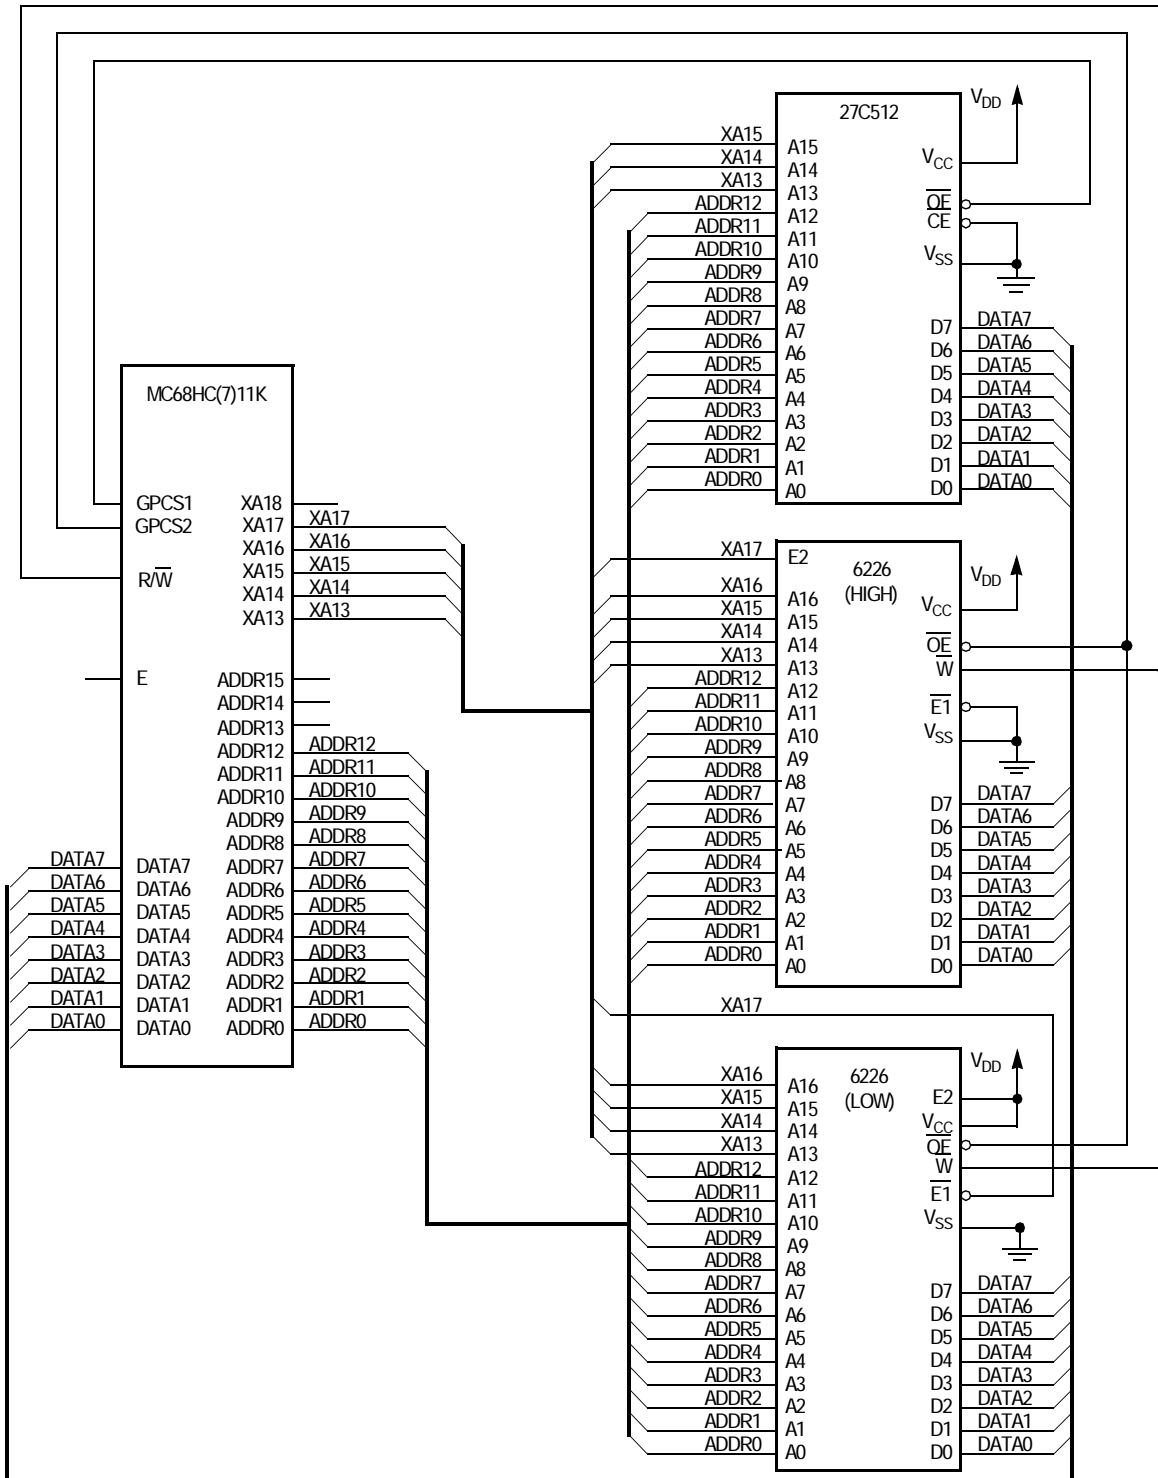 27C512
V_DD
XA15 A15
XA14 A14 V_CC
XA13 A13
ADDR12 A12 OE
ADDR11 A11 CE
ADDR10 A10 V_SS
ADDR9 A9
ADDR8 A8
ADDR7 A7 D7 DATA7
ADDR6 A6 D6 DATA6
ADDR5 A5 D5 DATA5
ADDR4 A4 D4 DATA4
ADDR3 A3 D3 DATA3
ADDR2 A2 D2 DATA2
ADDR1 A1 D1 DATA1
ADDR0 A0 D0 DATA0
MC68HC(7)11K
GPCS1 XA18
GPCS2 XA17 XA17
XA16 XA16
R/W XA15 XA15
XA14 XA14
XA13 XA13
E ADDR15
ADDR14
ADDR13
ADDR12 ADDR12
ADDR11 ADDR11
ADDR10 ADDR10
ADDR9 ADDR9
ADDR8 ADDR8
DATA7 DATA7 ADDR7 ADDR7
DATA6 DATA6 ADDR6 ADDR6
DATA5 DATA5 ADDR5 ADDR5
DATA4 DATA4 ADDR4 ADDR4
DATA3 DATA3 ADDR3 ADDR3
DATA2 DATA2 ADDR2 ADDR2
DATA1 DATA1 ADDR1 ADDR1
DATA0 DATA0 ADDR0 ADDR0
6226
(HIGH)
V_DD
XA17 E2
XA16 A16 V_CC
XA15 A15
XA14 A14 OE
XA13 A13 W
ADDR12 A12
ADDR11 A11 E1
ADDR10 A10 V_SS
ADDR9 A9
ADDR8 A8
ADDR7 A7 D7 DATA7
ADDR6 A6 D6 DATA6
ADDR5 A5 D5 DATA5
ADDR4 A4 D4 DATA4
ADDR3 A3 D3 DATA3
ADDR2 A2 D2 DATA2
ADDR1 A1 D1 DATA1
ADDR0 A0 D0 DATA0
XA17
6226
(LOW)
V_DD
XA16 A16 E2
XA15 A15 V_CC
XA14 A14 OE
XA13 A13 W
ADDR12 A12 E1
ADDR11 A11
ADDR10 A10 V_SS
ADDR9 A9
ADDR8 A8
ADDR7 A7 D7 DATA7
ADDR6 A6 D6 DATA6
ADDR5 A5 D5 DATA5
ADDR4 A4 D4 DATA4
ADDR3 A3 D3 DATA3
ADDR2 A2 D2 DATA2
ADDR1 A1 D1 DATA1
ADDR0 A0 D0 DATA0